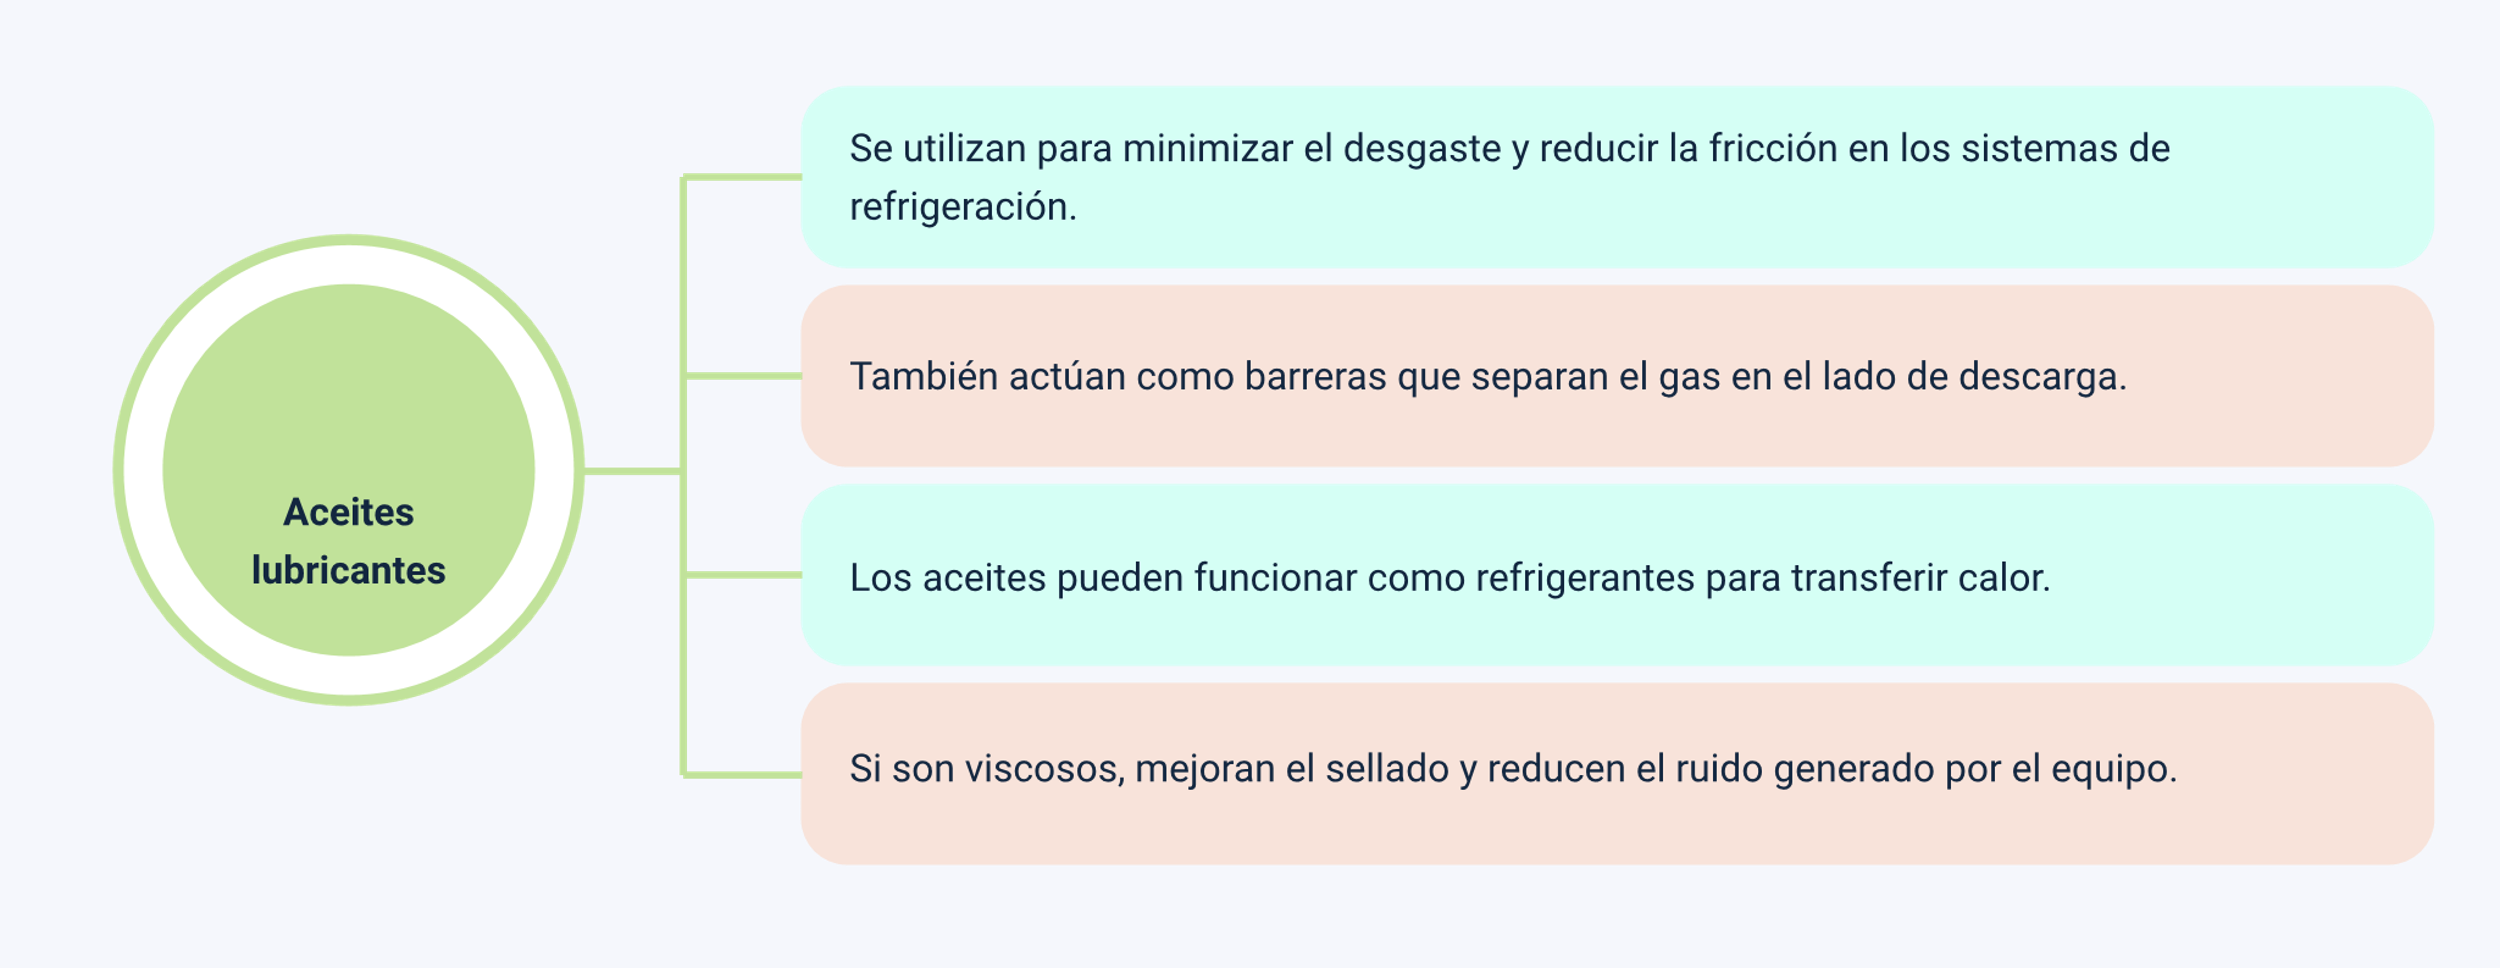 Aceites
lubricantes
Se utilizan para minimizar el desgaste y reducir la fricción en los sistemas de
refrigeración.
También actúan como barreras que separan el gas en el lado de descarga.
Los aceites pueden funcionar como refrigerantes para transferir calor.
Si son viscosos, mejoran el sellado y reducen el ruido generado por el equipo.